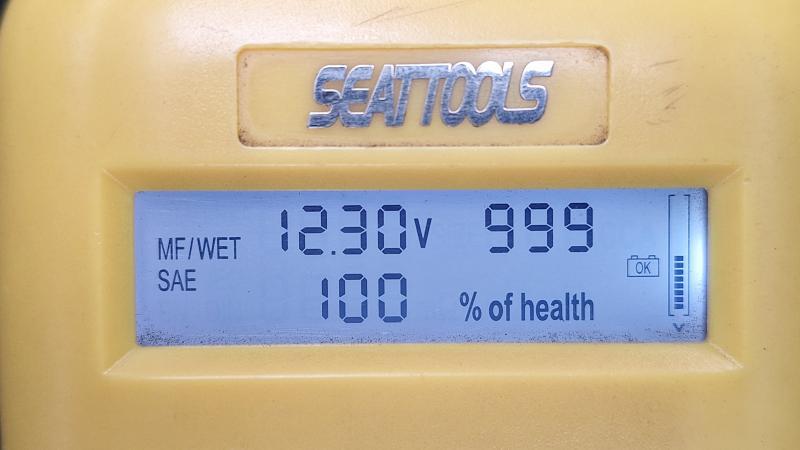 SEATTOOLS
MF/WET 12.30V 999
OK
SAE 100 % of health